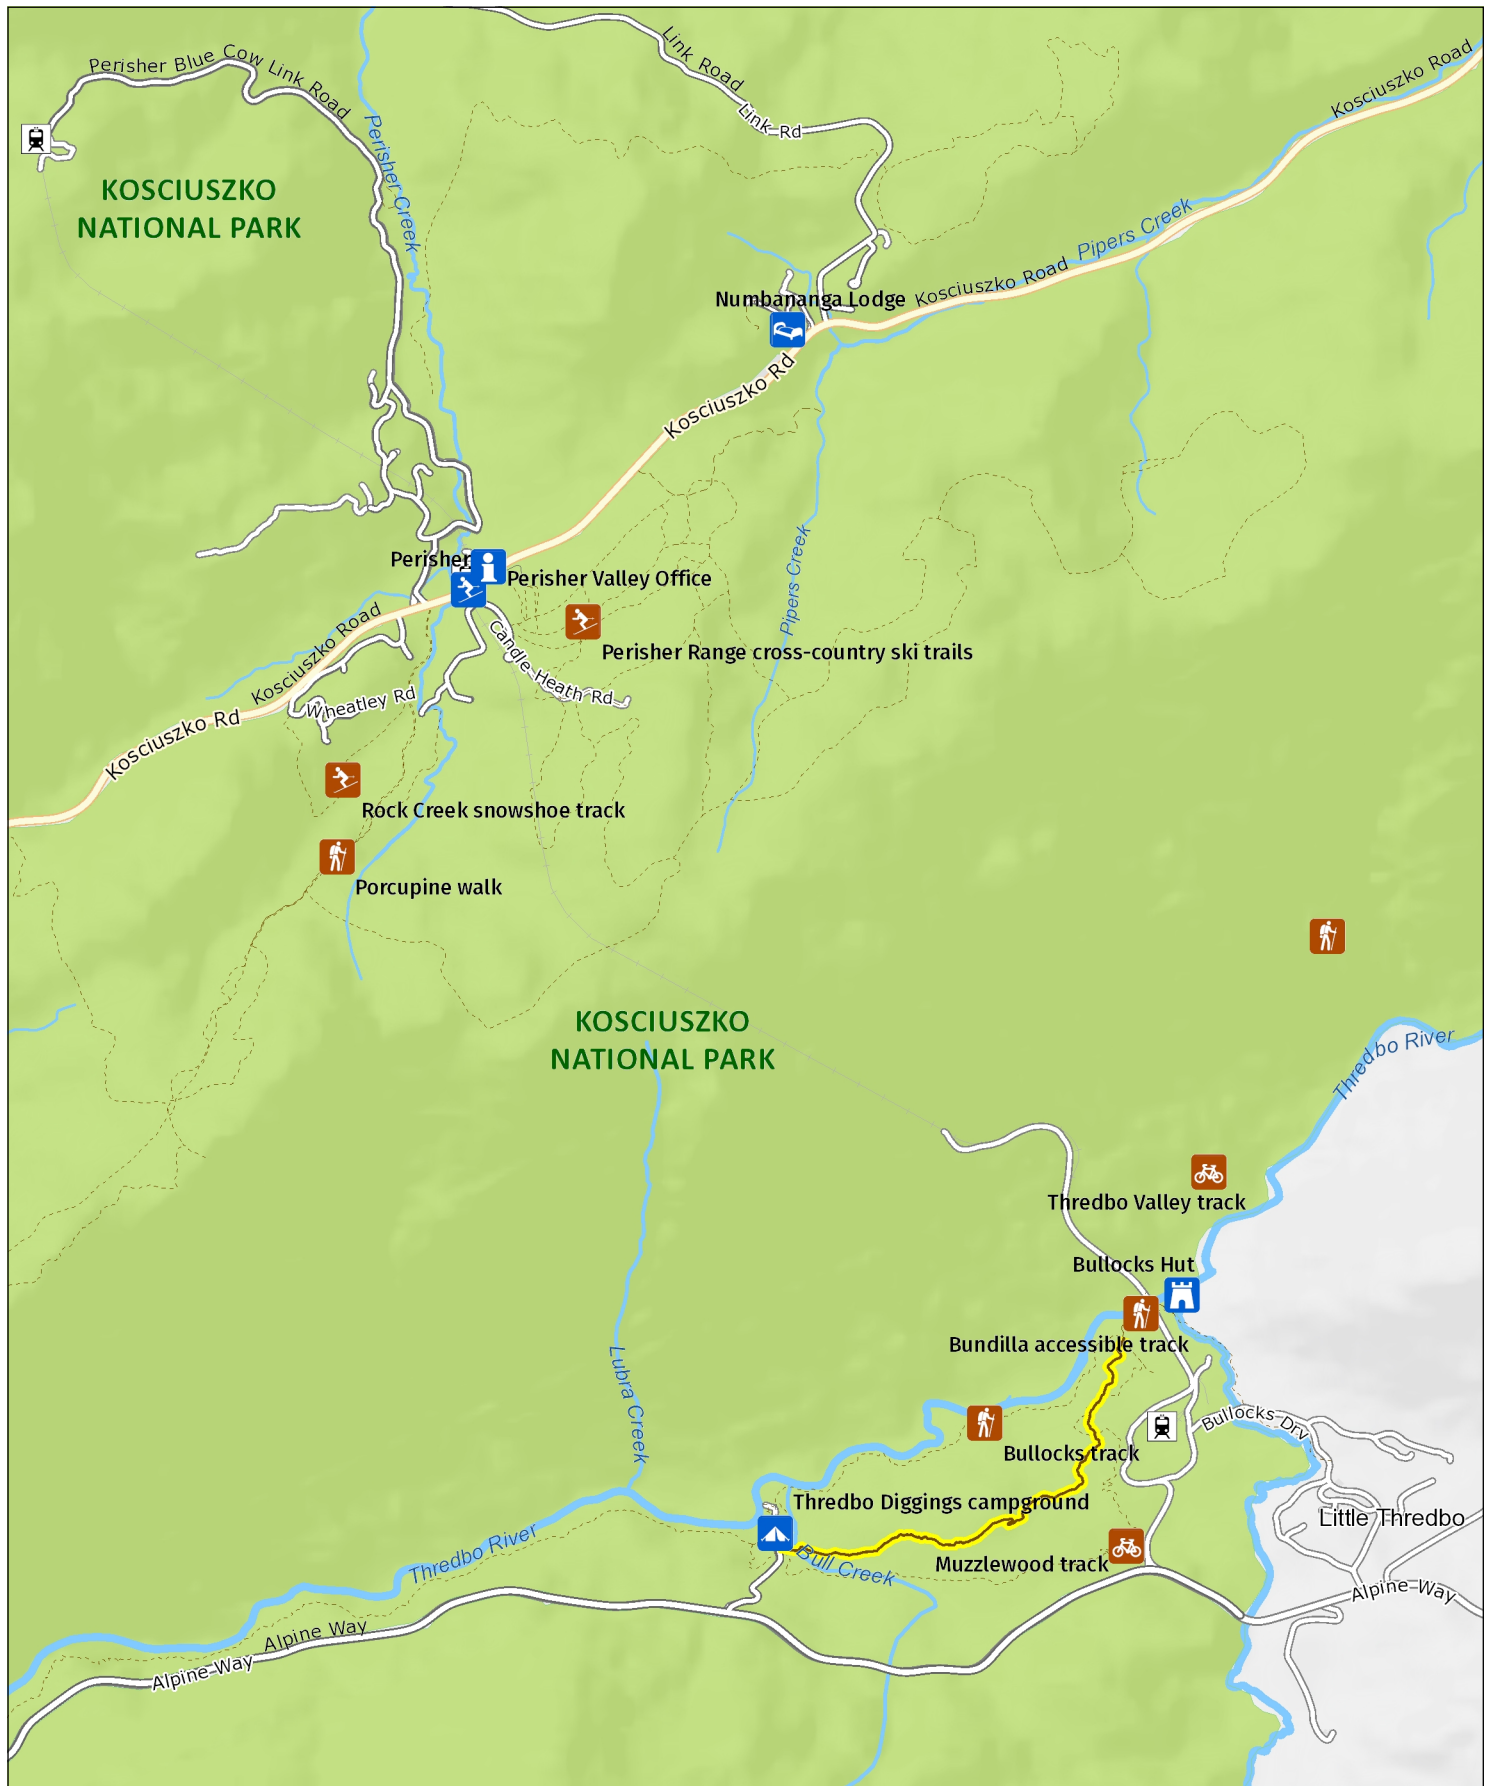 Perisher Blue Cow Link Road
Link Road
Link Rd
Kosciuszko Road
Perisher Creek
KOSCIUSZKO
NATIONAL PARK
Pipers Creek
Kosciuszko Road
Numbananga Lodge
Kosciuszko Rd
Perisher
Perisher Valley Office
Pipers Creek
Kosciuszko Road
Candle Heath Rd
Perisher Range cross-country ski trails
Wheatley Rd
Kosciuszko Rd
Rock Creek snowshoe track
Porcupine walk
KOSCIUSZKO
NATIONAL PARK
Thredbo River
Thredbo Valley track
Bullocks Hut
Bundilla accessible track
Lubra Creek
Bullocks Drv
Bullocks track
Thredbo Diggings campground
Little Thredbo
Thredbo River
Bull Creek
Muzzlewood track
Alpine Way
Alpine Way
Alpine Way